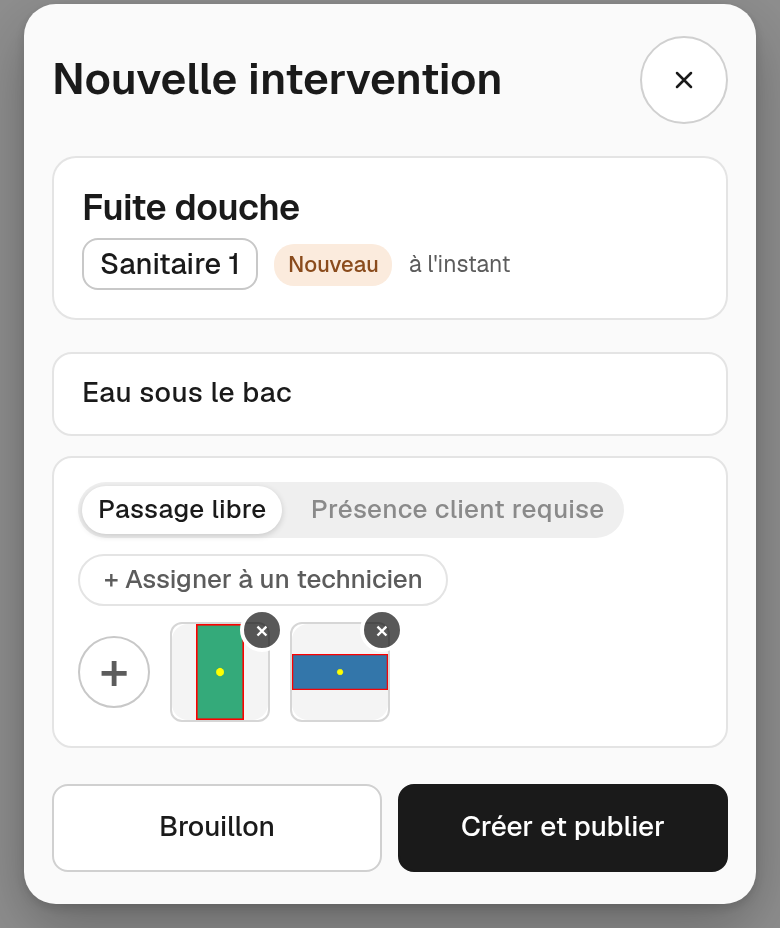 Nouvelle intervention
×
Fuite douche
Sanitaire 1 Nouveau à l'instant
Eau sous le bac
Passage libre Présence client requise
+ Assigner à un technicien
+ × ×
Brouillon Créer et publier